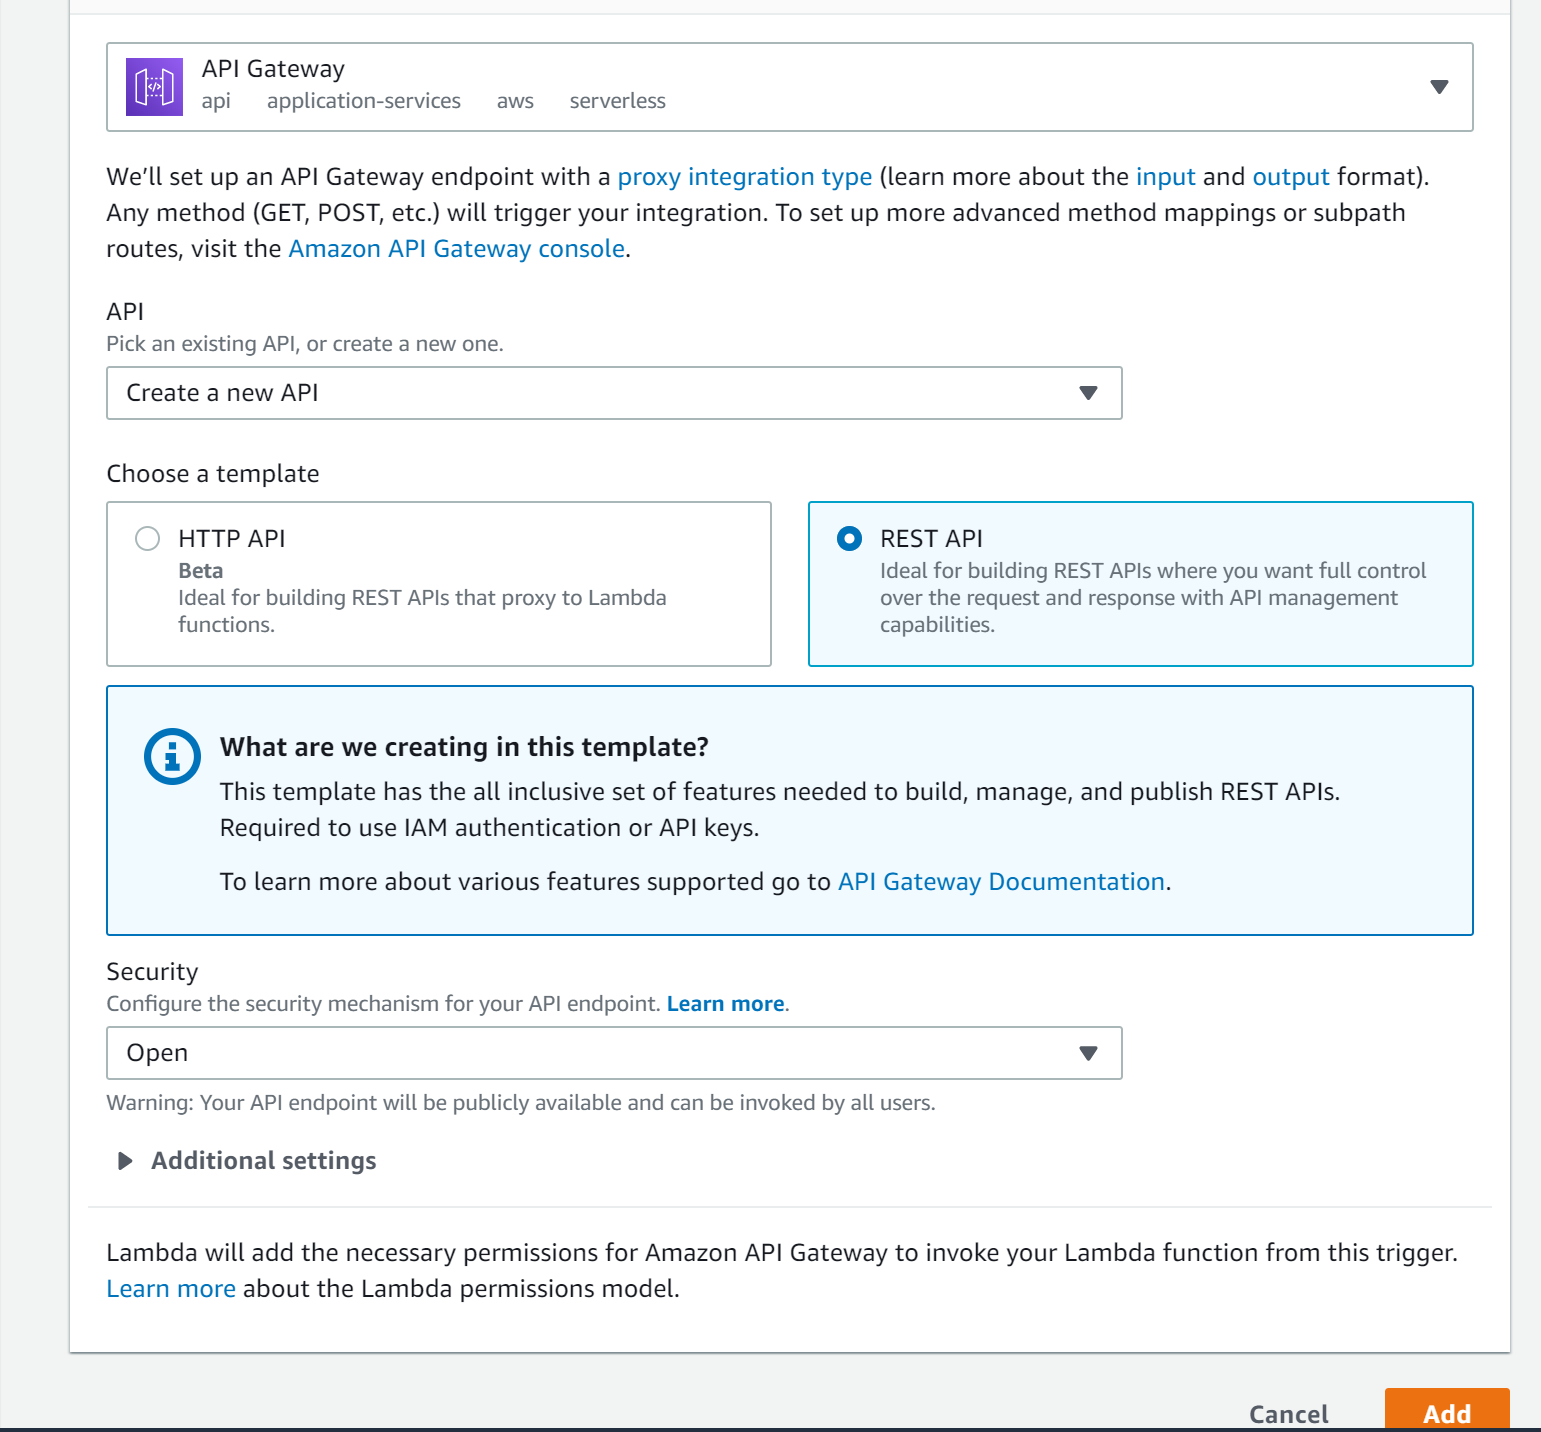 API Gateway
api application-services aws serverless
We’ll set up an API Gateway endpoint with a proxy integration type (learn more about the input and output format).
Any method (GET, POST, etc.) will trigger your integration. To set up more advanced method mappings or subpath
routes, visit the Amazon API Gateway console.
API
Pick an existing API, or create a new one.
Create a new API
Choose a template
HTTP API
Beta
Ideal for building REST APIs that proxy to Lambda
functions.
REST API
Ideal for building REST APIs where you want full control
over the request and response with API management
capabilities.
What are we creating in this template?
This template has the all inclusive set of features needed to build, manage, and publish REST APIs.
Required to use IAM authentication or API keys.
To learn more about various features supported go to API Gateway Documentation.
Security
Configure the security mechanism for your API endpoint. Learn more.
Open
Warning: Your API endpoint will be publicly available and can be invoked by all users.
Additional settings
Lambda will add the necessary permissions for Amazon API Gateway to invoke your Lambda function from this trigger.
Learn more about the Lambda permissions model.
Cancel Add